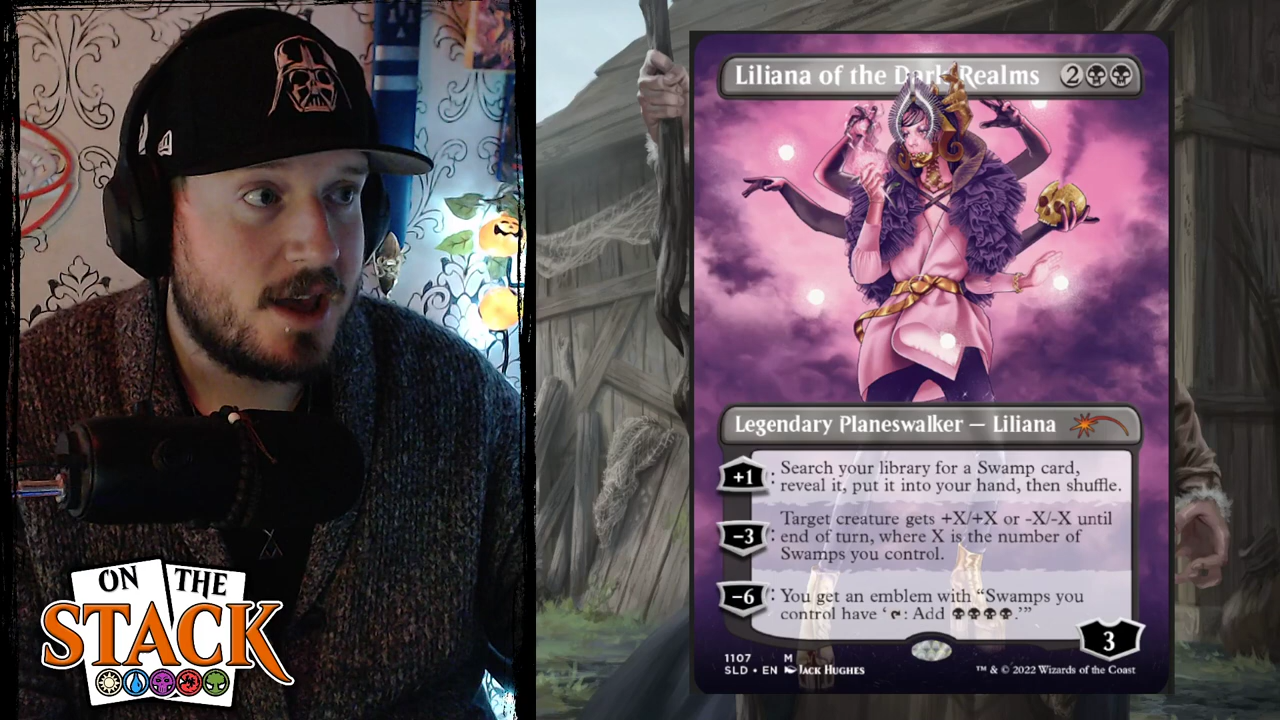 ON THE
STACK
Liliana of the Dark Realms 2
Legendary Planeswalker — Liliana
+1 : Search your library for a Swamp card,
reveal it, put it into your hand, then shuffle.
−3 : Target creature gets +X/+X or -X/-X until
end of turn, where X is the number of
Swamps you control.
−6 : You get an emblem with “Swamps you
control have ‘ : Add .’”
3
1107 M
SLD • EN JACK HUGHES
™ & © 2022 Wizards of the Coast